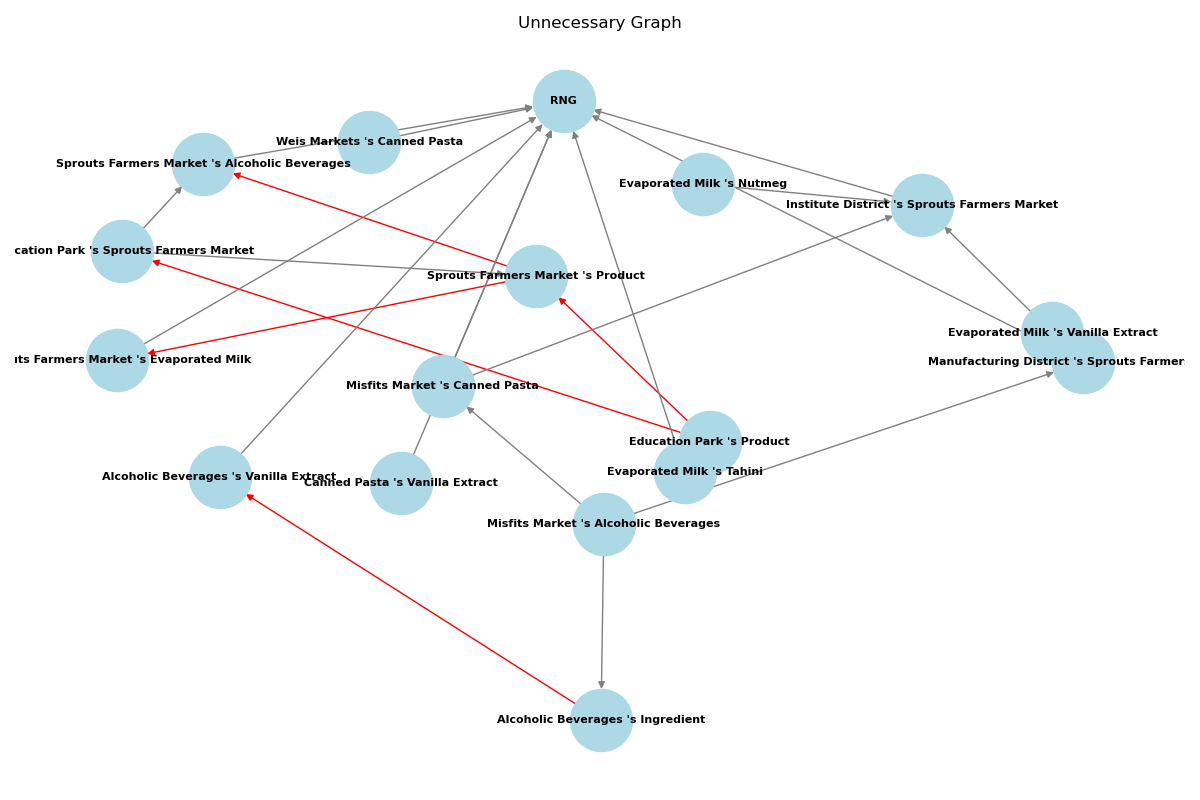 Unnecessary Graph
RNG
Weis Markets 's Canned Pasta
Sprouts Farmers Market 's Alcoholic Beverages
Evaporated Milk 's Nutmeg
Institute District 's Sprouts Farmers Market
cation Park 's Sprouts Farmers Market
Sprouts Farmers Market 's Product
Evaporated Milk 's Vanilla Extract
ts Farmers Market 's Evaporated Milk
Manufacturing District 's Sprouts Farmer
Misfits Market 's Canned Pasta
Education Park 's Product
Evaporated Milk 's Tahini
Alcoholic Beverages 's Vanilla Extract
Canned Pasta 's Vanilla Extract
Misfits Market 's Alcoholic Beverages
Alcoholic Beverages 's Ingredient